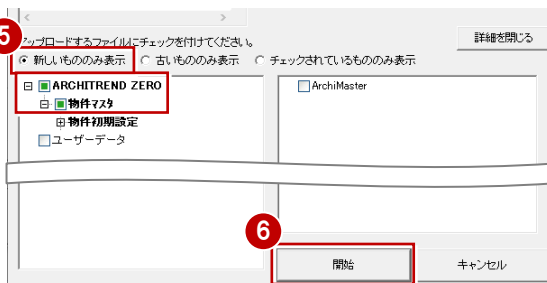 5
アップロードするファイルにチェックを付けてください。
詳細を閉じる
新しいもののみ表示 古いもののみ表示 チェックされているもののみ表示
ARCHITREND ZERO
物件マスタ
物件初期設定
ユーザーデータ
ArchiMaster
6
開始
キャンセル